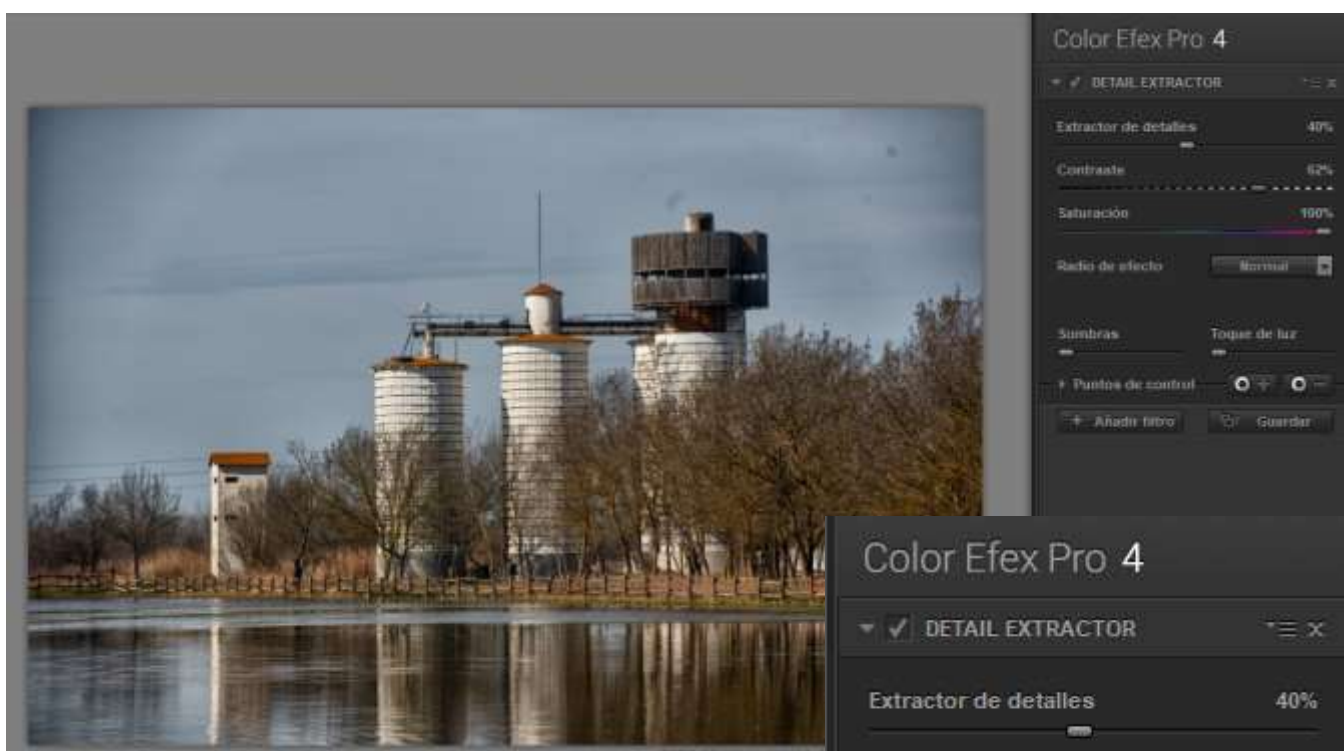 Color Efex Pro 4
DETAIL EXTRACTOR
Extractor de detalles 40%
Contraste 62%
Saturación 100%
Radio de efecto Normal
Sombras Toque de luz
Puntos de control
+ Añadir filtro Guardar
Color Efex Pro 4
DETAIL EXTRACTOR
Extractor de detalles 40%